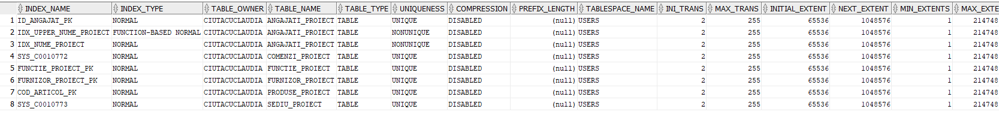 INDEX_NAME INDEX_TYPE TABLE_OWNER TABLE_NAME TABLE_TYPE UNIQUENESS COMPRESSION PREFIX_LENGTH TABLESPACE_NAME INI_TRANS MAX_TRANS INITIAL_EXTENT NEXT_EXTENT MIN_EXTENTS MAX_EXTE
1 ID_ANGAJAT_PK NORMAL CIUTACUCLAUDIA ANGAJATI_PROIECT TABLE UNIQUE DISABLED (null) USERS 2 255 65536 1048576 1 214748
2 IDX_UPPER_NUME_PROIECT FUNCTION-BASED NORMAL CIUTACUCLAUDIA ANGAJATI_PROIECT TABLE NONUNIQUE DISABLED (null) USERS 2 255 65536 1048576 1 214748
3 IDX_NUME_PROIECT NORMAL CIUTACUCLAUDIA ANGAJATI_PROIECT TABLE NONUNIQUE DISABLED (null) USERS 2 255 65536 1048576 1 214748
4 SYS_C0010772 NORMAL CIUTACUCLAUDIA COMENZI_PROIECT TABLE UNIQUE DISABLED (null) USERS 2 255 65536 1048576 1 214748
5 FUNCTIE_PROIECT_PK NORMAL CIUTACUCLAUDIA FUNCTIE_PROIECT TABLE UNIQUE DISABLED (null) USERS 2 255 65536 1048576 1 214748
6 FURNIZOR_PROIECT_PK NORMAL CIUTACUCLAUDIA FURNIZOR_PROIECT TABLE UNIQUE DISABLED (null) USERS 2 255 65536 1048576 1 214748
7 COD_ARTICOL_PK NORMAL CIUTACUCLAUDIA PRODUSE_PROIECT TABLE UNIQUE DISABLED (null) USERS 2 255 65536 1048576 1 214748
8 SYS_C0010773 NORMAL CIUTACUCLAUDIA SEDIU_PROIECT TABLE UNIQUE DISABLED (null) USERS 2 255 65536 1048576 1 214748